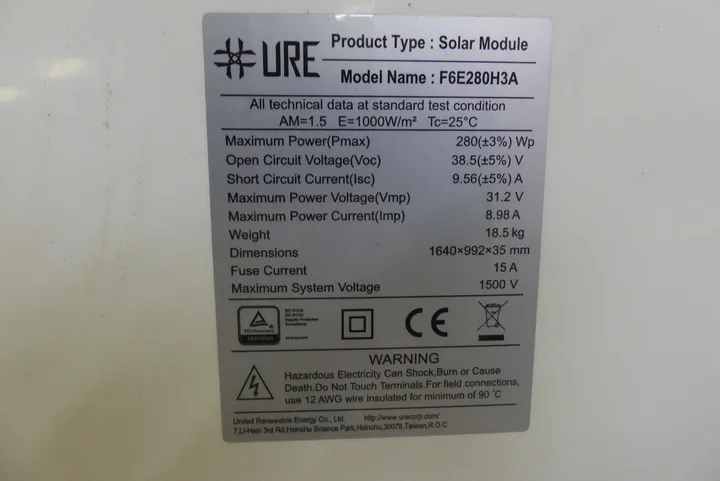 URE
Product Type : Solar Module
Model Name : F6E280H3A
All technical data at standard test condition
AM=1.5 E=1000W/m² Tc=25°C
Maximum Power(Pmax) 280(±3%) Wp
Open Circuit Voltage(Voc) 38.5(±5%) V
Short Circuit Current(Isc) 9.56(±5%) A
Maximum Power Voltage(Vmp) 31.2 V
Maximum Power Current(Imp) 8.98 A
Weight 18.5 kg
Dimensions 1640×992×35 mm
Fuse Current 15 A
Maximum System Voltage 1500 V
CE
WARNING
Hazardous Electricity Can Shock,Burn or Cause
Death.Do Not Touch Terminals.For field connections,
use 12 AWG wire insulated for minimum of 90 °C
United Renewable Energy Co., Ltd. http://www.urecorp.com/
7,Li-Hsin 3rd Rd,Hsinchu Science Park,Hsinchu,30078,Taiwan,R.O.C